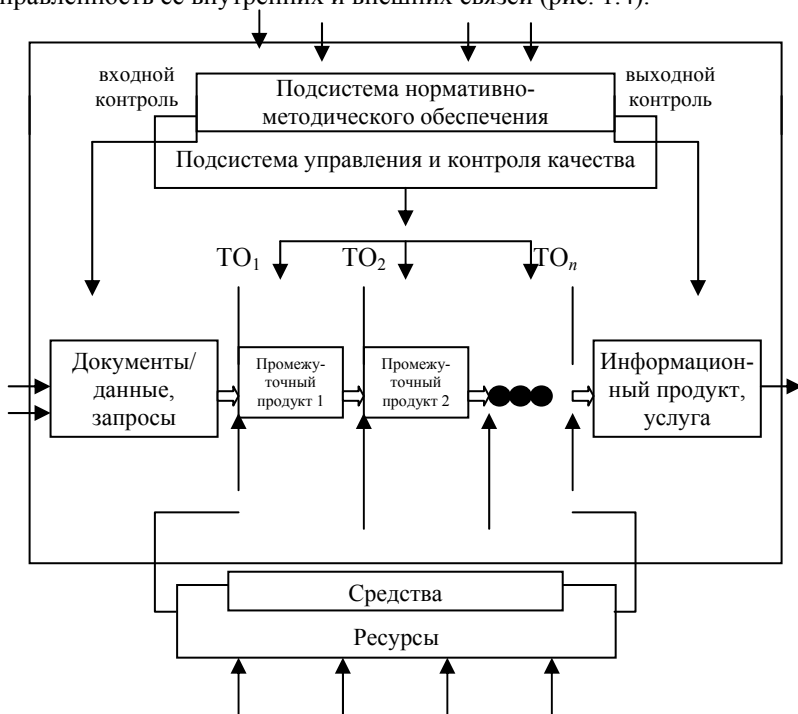 правленность ее внутренних и внешних связей (рис. 1.4).
входной
контроль
Подсистема нормативно-
методического обеспечения
выходной
контроль
Подсистема управления и контроля качества
ТО1
ТО2
ТОn
Документы/
данные,
запросы
Промежу-
точный
продукт 1
Промежу-
точный
продукт 2
Информацион-
ный продукт,
услуга
Средства
Ресурсы